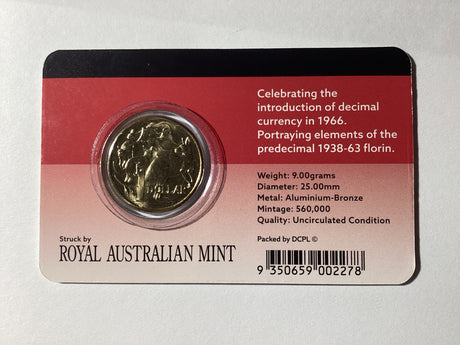 Celebrating the
introduction of decimal
currency in 1966.
Portraying elements of the
predecimal 1938-63 florin.
DOLLAR
Weight: 9.00grams
Diameter: 25.00mm
Metal: Aluminium-Bronze
Mintage: 560,000
Quality: Uncirculated Condition
Struck by
ROYAL AUSTRALIAN MINT
Packed by DCPL ©
9 350659 002278